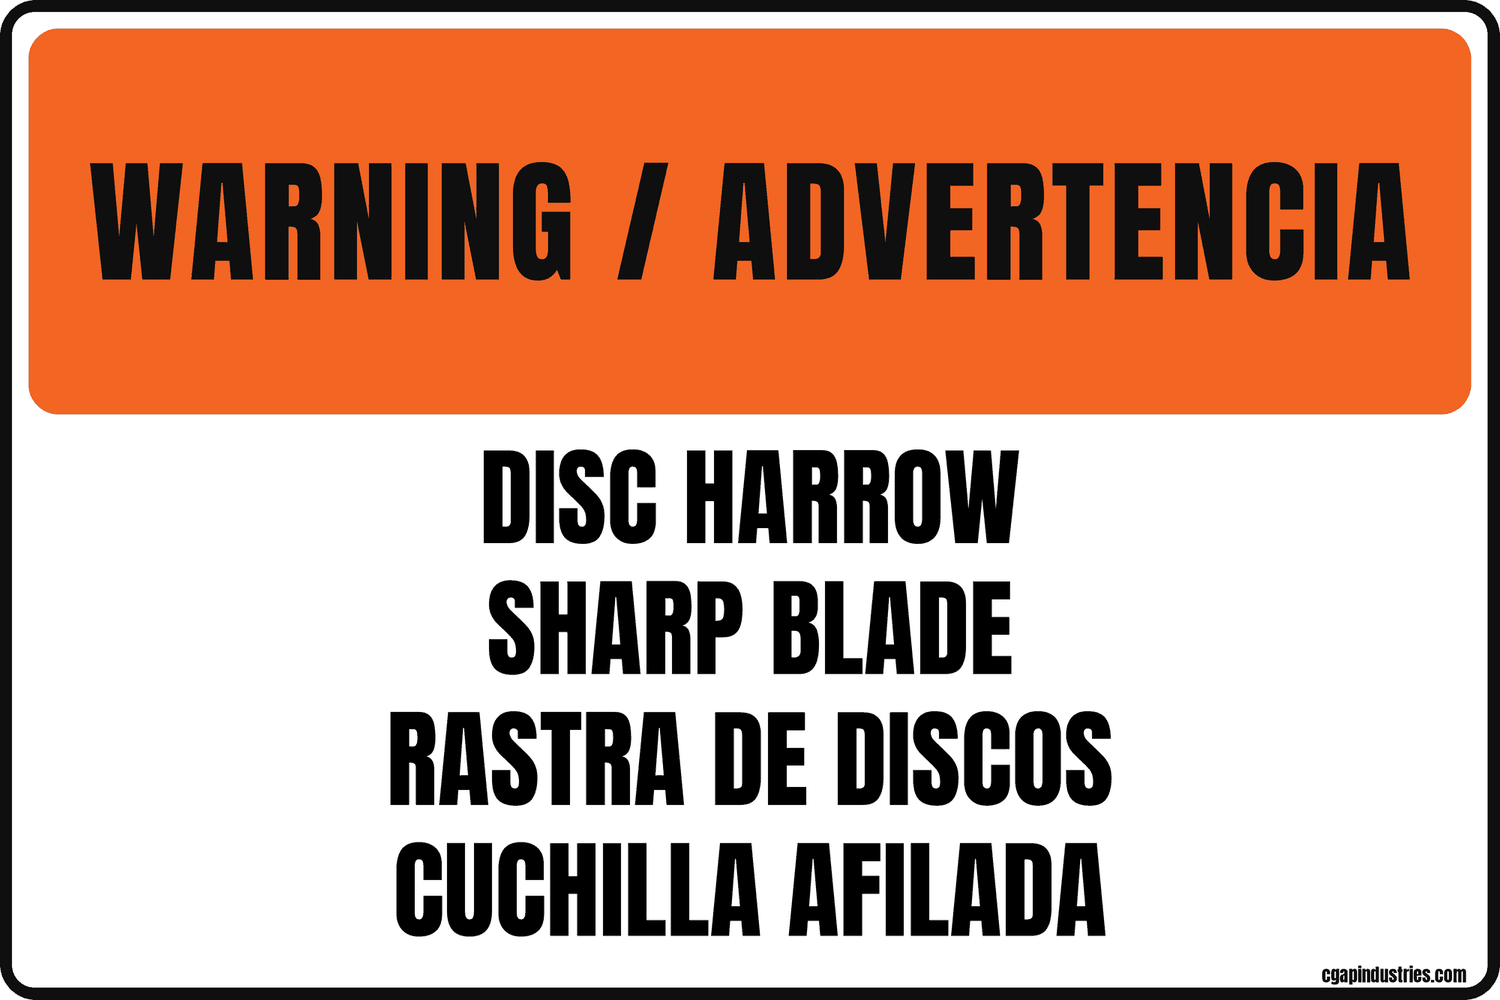 WARNING / ADVERTENCIA
DISC HARROW
SHARP BLADE
RASTRA DE DISCOS
CUCHILLA AFILADA
cgapindustries.com